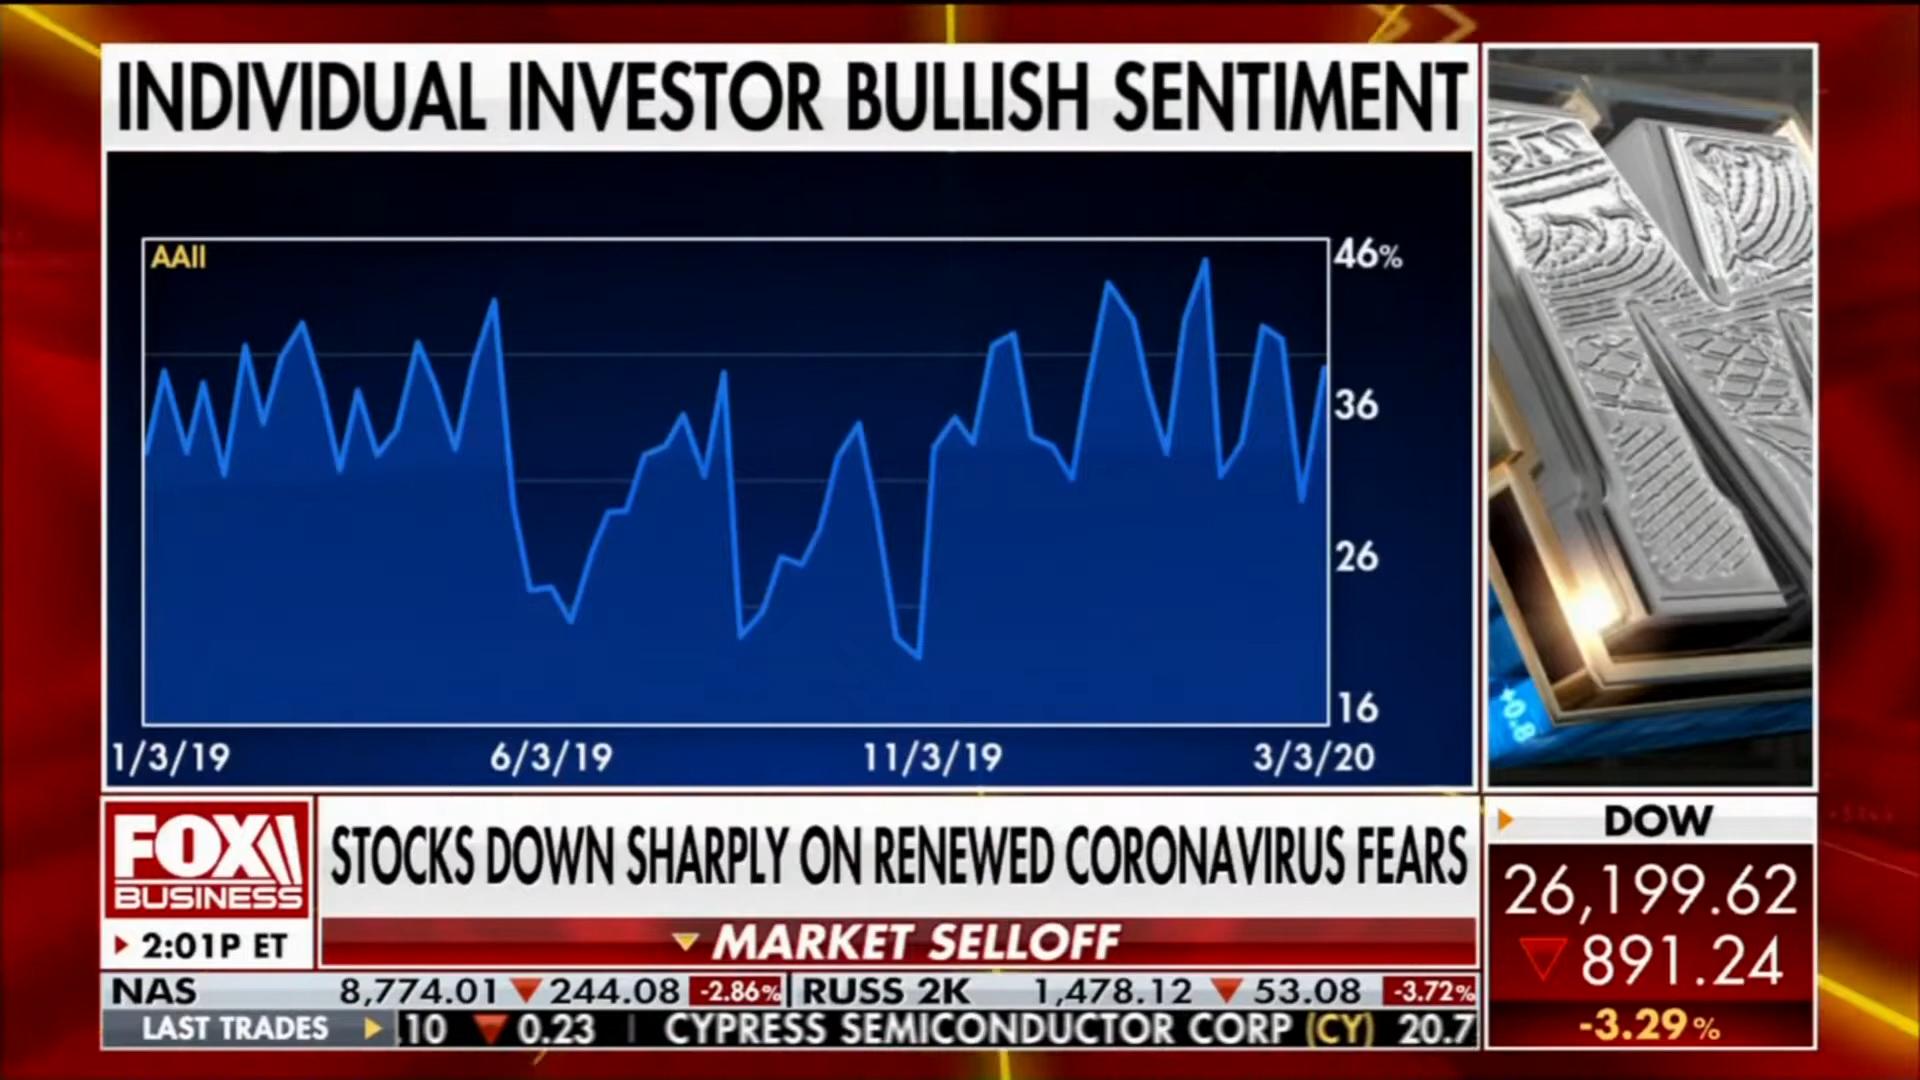 INDIVIDUAL INVESTOR BULLISH SENTIMENT
AAII
46%
36
26
16
1/3/19 6/3/19 11/3/19 3/3/20
+0.8
FOX BUSINESS
2:01P ET
STOCKS DOWN SHARPLY ON RENEWED CORONAVIRUS FEARS
MARKET SELLOFF
DOW
26,199.62
891.24
-3.29%
NAS 8,774.01 244.08 -2.86% RUSS 2K 1,478.12 53.08 -3.72%
LAST TRADES .10 0.23 CYPRESS SEMICONDUCTOR CORP (CY) 20.7